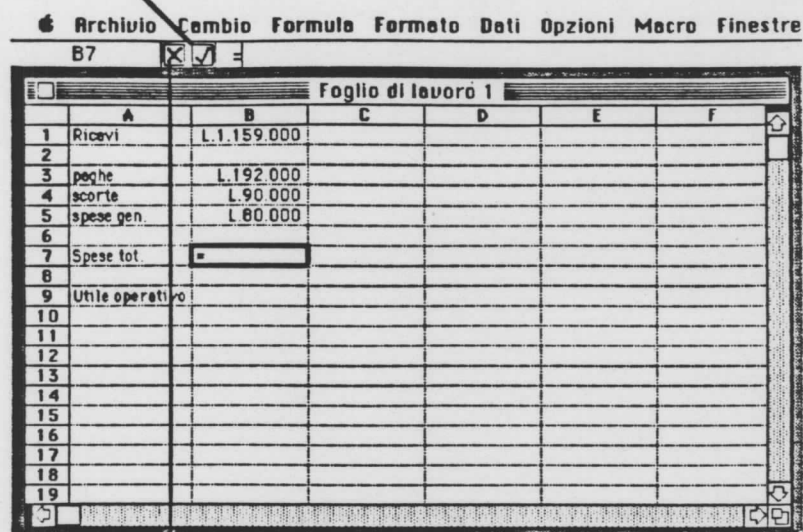 Archivio Cambio Formula Formato Dati Opzioni Macro Finestre
B7 =
Foglio di lavoro 1
A B C D E F
1 Ricavi L.1.159.000
2
3 paghe L.192.000
4 scorte L.90.000
5 spese gen. L.80.000
6
7 Spese tot. =
8
9 Utile operativo
10
11
12
13
14
15
16
17
18
19